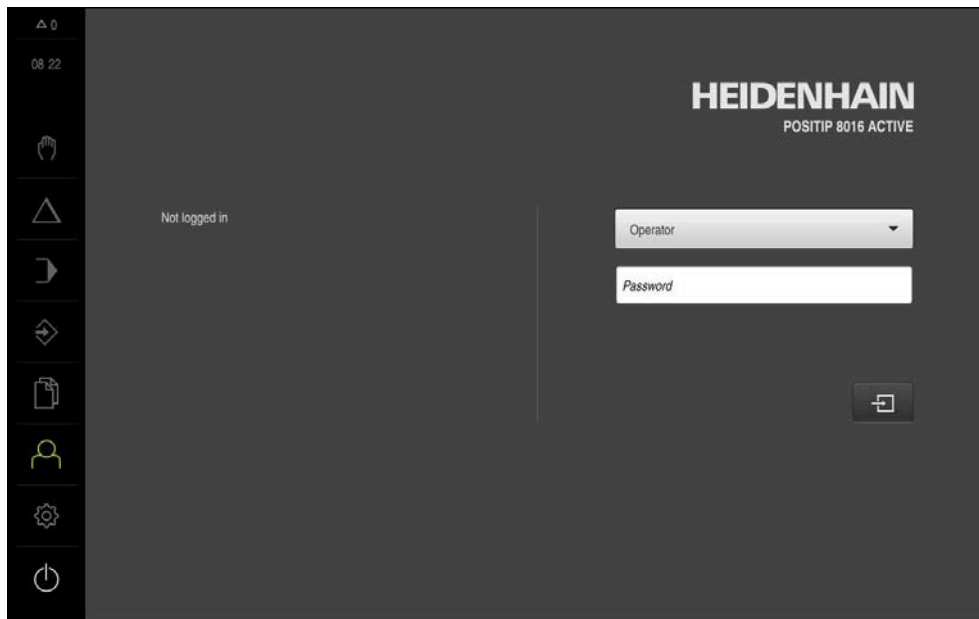 0
08 22
HEIDENHAIN
POSITIP 8016 ACTIVE
Not logged in
Operator
Password